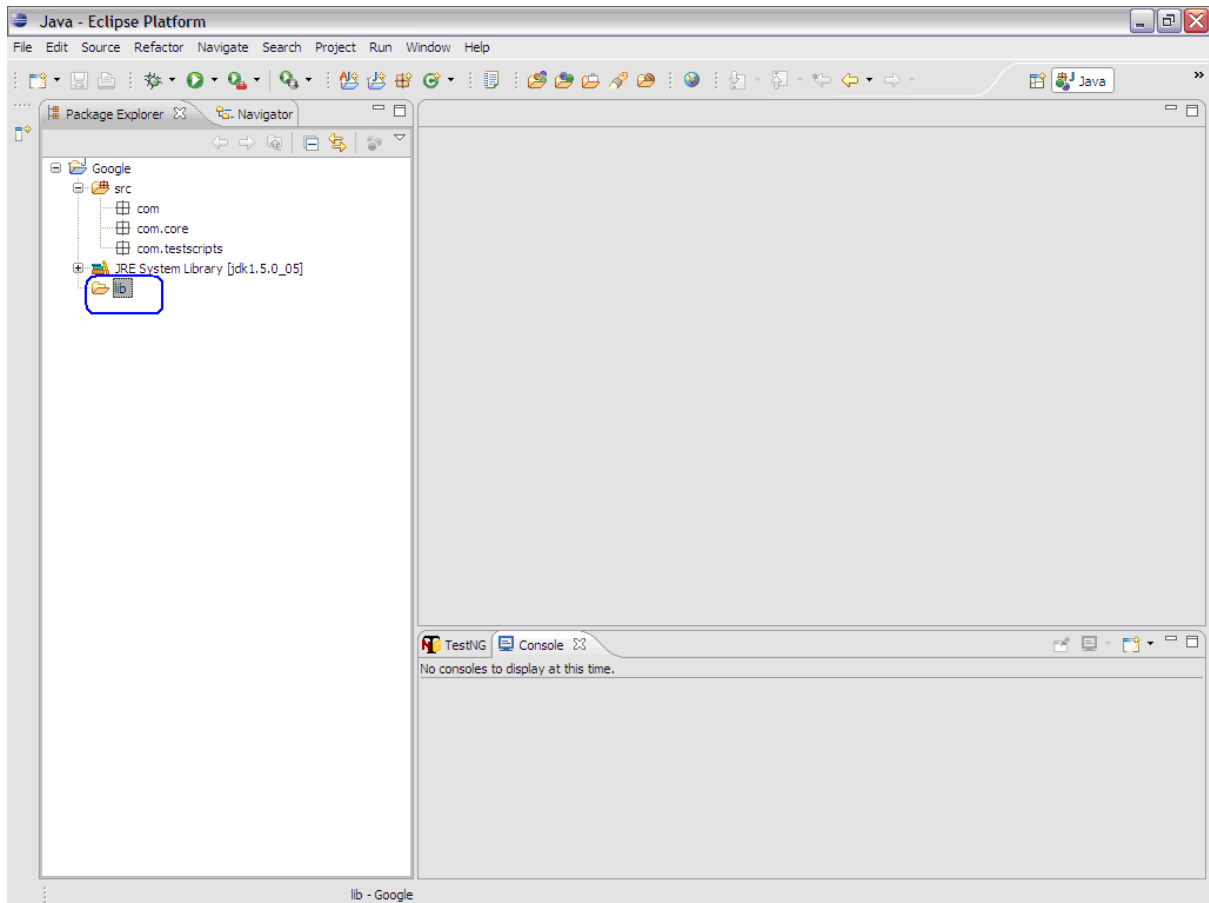 Java - Eclipse Platform
File Edit Source Refactor Navigate Search Project Run Window Help
Java
»
Package Explorer Navigator
Google
src
com
com.core
com.testscripts
JRE System Library [jdk1.5.0_05]
lib
TestNG Console
No consoles to display at this time.
lib - Google